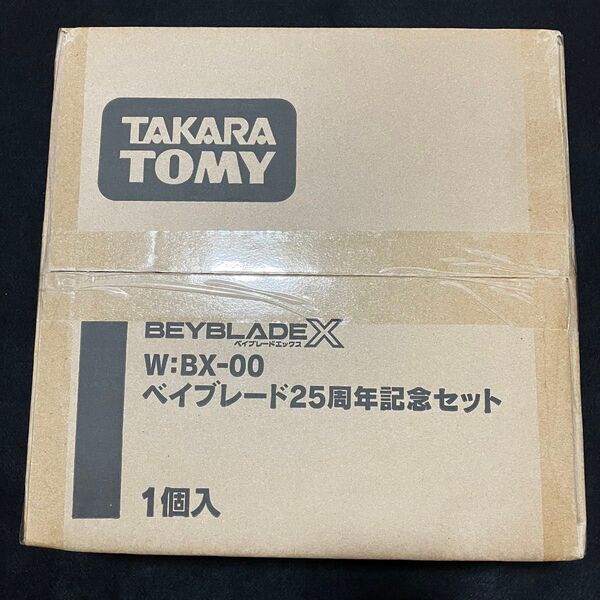 TAKARA
TOMY
BEYBLADE X
ベイブレードエックス
W:BX-00
ベイブレード25周年記念セット
1個入